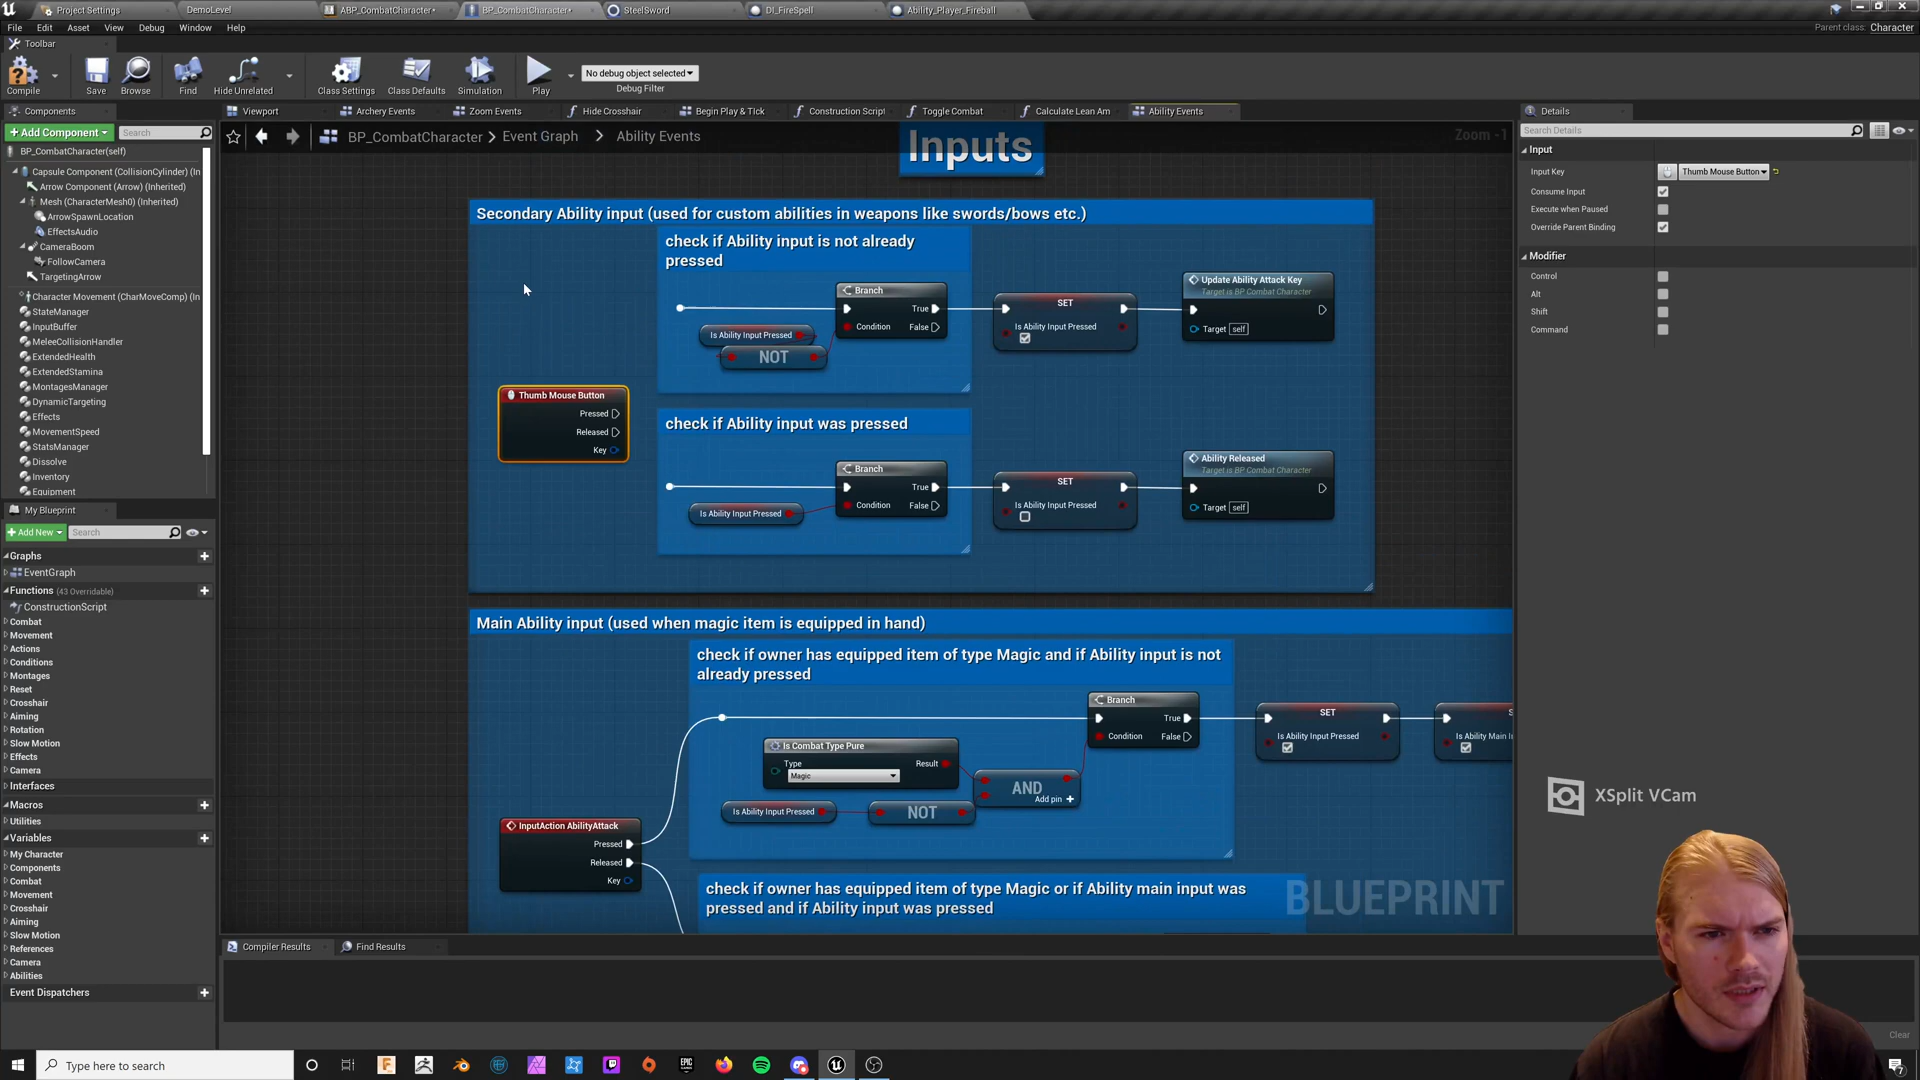 Project Settings
DemoLevel
ABP_CombatCharacter*
BP_CombatCharacter*
SteelSword
DI_FireSpell
Ability_Player_Fireball
File Edit Asset View Debug Window Help
Parent class: Character
Toolbar
Compile
Save
Browse
Find
Hide Unrelated
Class Settings
Class Defaults
Simulation
Play
No debug object selected
Debug Filter
Components
Add Component
Search
BP_CombatCharacter(self)
Capsule Component (CollisionCylinder) (In
Arrow Component (Arrow) (Inherited)
Mesh (CharacterMesh0) (Inherited)
ArrowSpawnLocation
EffectsAudio
CameraBoom
FollowCamera
TargetingArrow
Character Movement (CharMoveComp) (In
StateManager
InputBuffer
MeleeCollisionHandler
ExtendedHealth
ExtendedStamina
MontagesManager
DynamicTargeting
Effects
MovementSpeed
StatsManager
Dissolve
Inventory
Equipment
My Blueprint
Add New
Search
Graphs
EventGraph
Functions (43 Overridable)
ConstructionScript
Combat
Movement
Actions
Conditions
Montages
Reset
Crosshair
Aiming
Rotation
Slow Motion
Effects
Camera
Interfaces
Macros
Utilities
Variables
My Character
Components
Combat
Movement
Crosshair
Aiming
Slow Motion
References
Camera
Abilities
Event Dispatchers
Viewport
Archery Events
Zoom Events
Hide Crosshair
Begin Play & TIck
Construction Script
Toggle Combat
Calculate Lean Am
Ability Events
BP_CombatCharacter > Event Graph > Ability Events
Zoom -1
Inputs
Secondary Ability input (used for custom abilities in weapons like swords/bows etc.)
check if Ability input is not already
pressed
Branch
True
Condition
False
Is Ability Input Pressed
NOT
SET
Is Ability Input Pressed
Update Ability Attack Key
Target is BP Combat Character
Target self
Thumb Mouse Button
Pressed
Released
Key
check if Ability input was pressed
Branch
True
Condition
False
Is Ability Input Pressed
SET
Is Ability Input Pressed
Ability Released
Target is BP Combat Character
Target self
Main Ability input (used when magic item is equipped in hand)
check if owner has equipped item of type Magic and if Ability input is not
already pressed
Branch
True
Condition
False
Is Combat Type Pure
Type
Magic
Result
Is Ability Input Pressed
NOT
AND
Add pin
SET
Is Ability Input Pressed
S
Is Ability Main I
InputAction AbilityAttack
Pressed
Released
Key
check if owner has equipped item of type Magic or if Ability main input was
pressed and if Ability input was pressed
BLUEPRINT
Compiler Results
Find Results
Clear
Details
Search Details
Input
Input Key
Thumb Mouse Button
Consume Input
Execute when Paused
Override Parent Binding
Modifier
Control
Alt
Shift
Command
XSplit VCam
Type here to search
EPIC
7